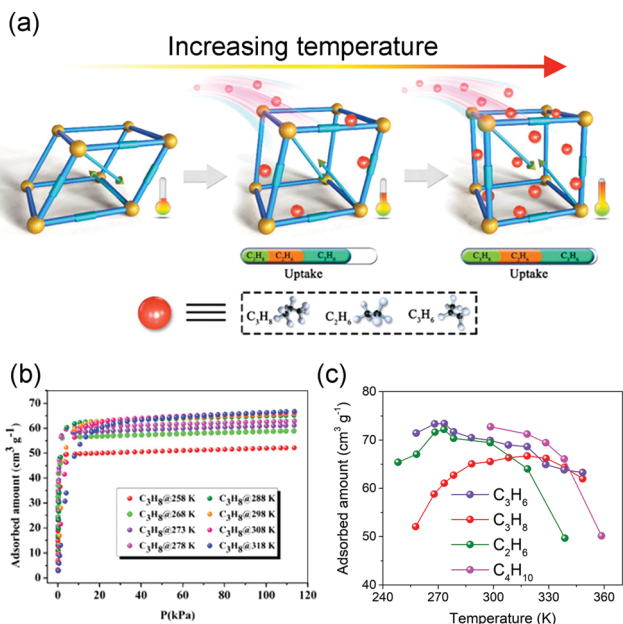 (a)
Increasing temperature
C₃H₈ C₂H₆ C₃H₆
Uptake
C₃H₈ C₂H₆ C₃H₆
Uptake
C₃H₈ C₂H₆ C₃H₆
(b)
Adsorbed amount (cm³ g⁻¹)
80
70
60
50
40
30
20
10
0
0 20 40 60 80 100 120
P(kPa)
C₃H₈@258 K C₃H₈@288 K
C₃H₈@268 K C₃H₈@298 K
C₃H₈@273 K C₃H₈@308 K
C₃H₈@278 K C₃H₈@318 K
(c)
Adsorbed amount (cm³ g⁻¹)
80
70
60
50
40
240 270 300 330 360
Temperature (K)
C₃H₆
C₃H₈
C₂H₆
C₄H₁₀